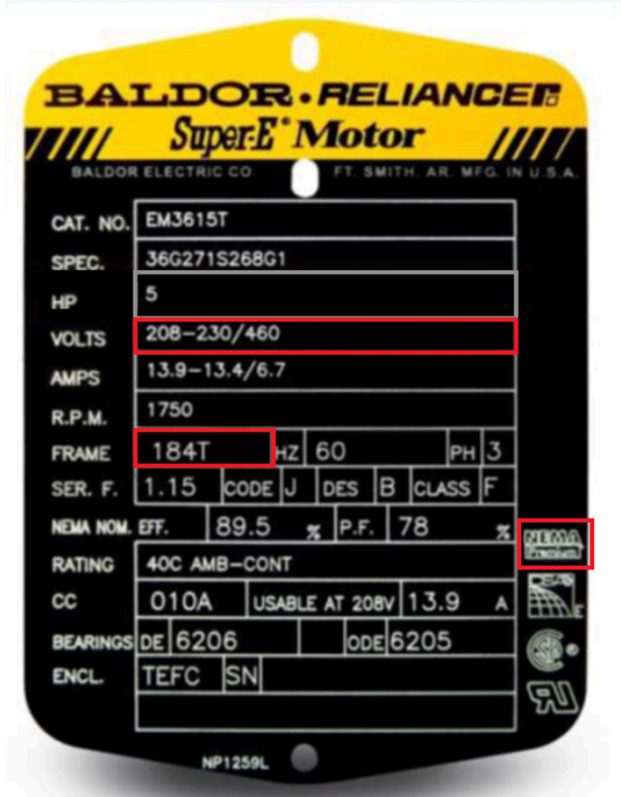 BALDOR • RELIANCE
Super-E® Motor
BALDOR ELECTRIC CO FT. SMITH, AR. MFG. IN U.S.A.
CAT. NO. EM3615T
SPEC. 36G271S268G1
HP 5
VOLTS 208-230/460
AMPS 13.9-13.4/6.7
R.P.M. 1750
FRAME 184T HZ 60 PH 3
SER. F. 1.15 CODE J DES B CLASS F
NEMA NOM. EFF. 89.5 % P.F. 78 %
NEMA
Premium
RATING 40C AMB-CONT
CC 010A USABLE AT 208V 13.9 A
E
BEARINGS DE 6206 ODE 6205
ENCL. TEFC SN
NP1259L